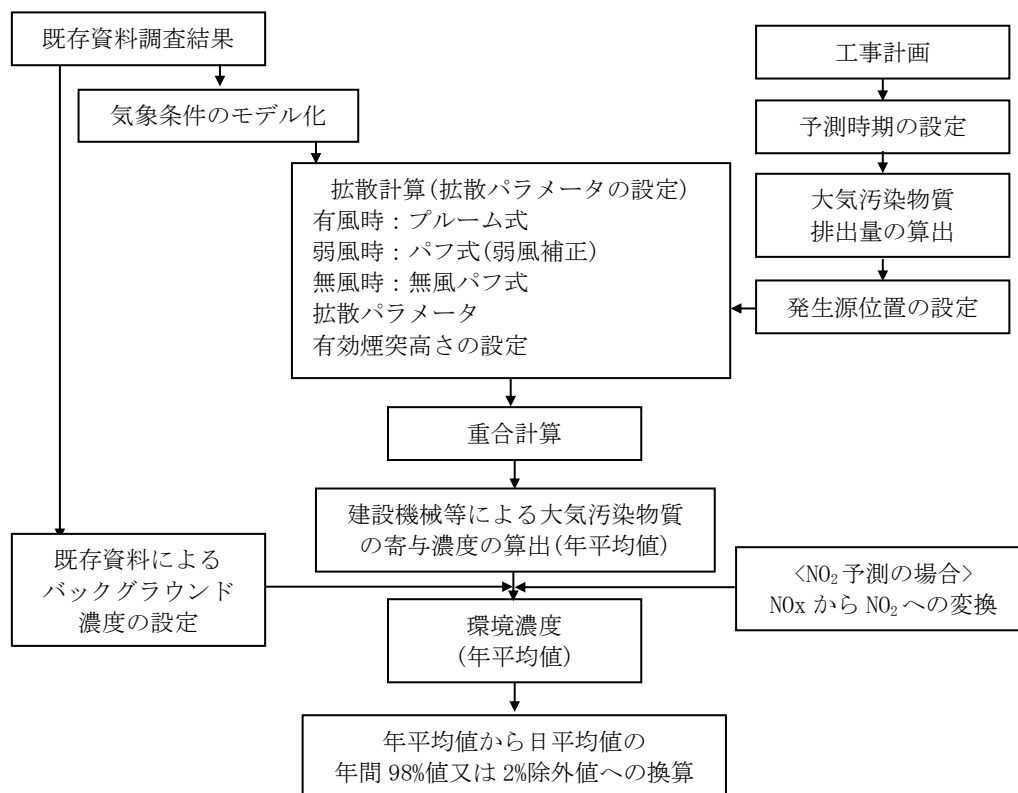 既存資料調査結果
気象条件のモデル化
工事計画
予測時期の設定
大気汚染物質
排出量の算出
発生源位置の設定
拡散計算(拡散パラメータの設定)
有風時：プルーム式
弱風時：パフ式(弱風補正)
無風時：無風パフ式
拡散パラメータ
有効煙突高さの設定
重合計算
建設機械等による大気汚染物質
の寄与濃度の算出(年平均値)
既存資料による
バックグラウンド
濃度の設定
<NO₂予測の場合>
NOx から NO₂ への変換
環境濃度
(年平均値)
年平均値から日平均値の
年間 98%値又は 2%除外値への換算